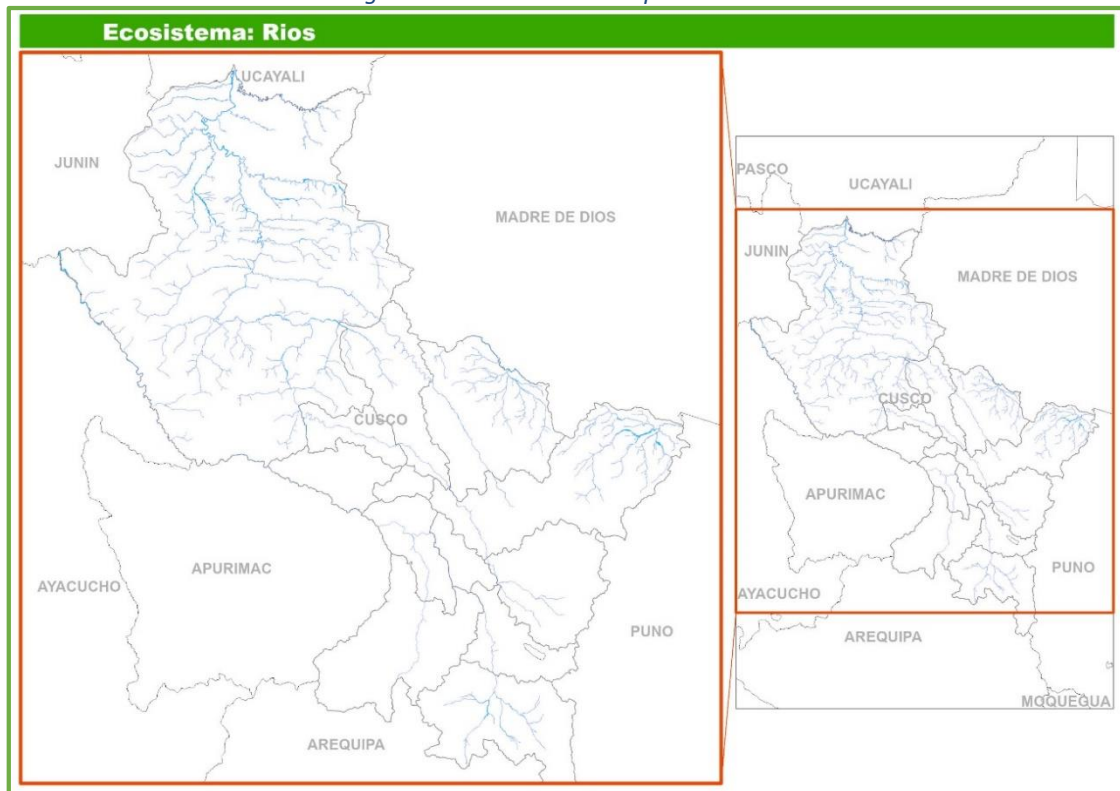 Ecosistema: Rios
UCAYALI
JUNIN
MADRE DE DIOS
CUSCO
APURIMAC
AYACUCHO
PUNO
AREQUIPA
PASCO
UCAYALI
JUNIN
MADRE DE DIOS
CUSCO
APURIMAC
PUNO
AYACUCHO
AREQUIPA
MOQUEGUA